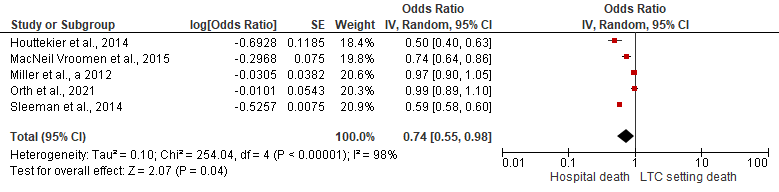 Odds Ratio Odds Ratio
Study or Subgroup log[Odds Ratio] SE Weight IV, Random, 95% CI IV, Random, 95% CI
Houttekier et al., 2014 -0.6928 0.1185 18.4% 0.50 [0.40, 0.63]
MacNeil Vroomen et al., 2015 -0.2968 0.075 19.8% 0.74 [0.64, 0.86]
Miller et al., a 2012 -0.0305 0.0382 20.6% 0.97 [0.90, 1.05]
Orth et al., 2021 -0.0101 0.0543 20.3% 0.99 [0.89, 1.10]
Sleeman et al., 2014 -0.5257 0.0075 20.9% 0.59 [0.58, 0.60]
Total (95% CI) 100.0% 0.74 [0.55, 0.98]
Heterogeneity: Tau² = 0.10; Chi² = 254.04, df = 4 (P < 0.00001); I² = 98%
Test for overall effect: Z = 2.07 (P = 0.04)
0.01 0.1 1 10 100
Hospital death LTC setting death